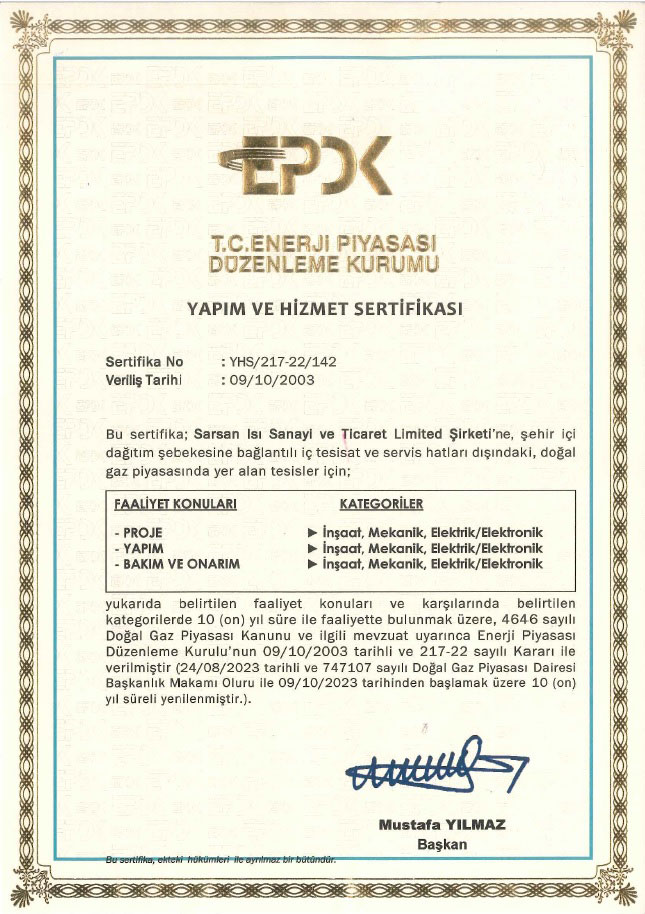 EPDK
T.C.ENERJİ PİYASASI
DÜZENLEME KURUMU
YAPIM VE HİZMET SERTİFİKASI
Sertifika No : YHS/217-22/142
Veriliş Tarihi : 09/10/2003
Bu sertifika; Sarsan Isı Sanayi ve Ticaret Limited Şirketi'ne, şehir içi
dağıtım şebekesine bağlantılı iç tesisat ve servis hatları dışındaki, doğal
gaz piyasasında yer alan tesisler için;
FAALİYET KONULARI KATEGORİLER
- PROJE ► İnşaat, Mekanik, Elektrik/Elektronik
- YAPIM ► İnşaat, Mekanik, Elektrik/Elektronik
- BAKIM VE ONARIM ► İnşaat, Mekanik, Elektrik/Elektronik
yukarıda belirtilen faaliyet konuları ve karşılarında belirtilen
kategorilerde 10 (on) yıl süre ile faaliyette bulunmak üzere, 4646 sayılı
Doğal Gaz Piyasası Kanunu ve ilgili mevzuat uyarınca Enerji Piyasası
Düzenleme Kurulu'nun 09/10/2003 tarihli ve 217-22 sayılı Kararı ile
verilmiştir (24/08/2023 tarihli ve 747107 sayılı Doğal Gaz Piyasası Dairesi
Başkanlık Makamı Oluru ile 09/10/2023 tarihinden başlamak üzere 10 (on)
yıl süreli yenilenmiştir.).
Mustafa YILMAZ
Başkan
Bu sertifika, ekteki hükümleri ile ayrılmaz bir bütündür.